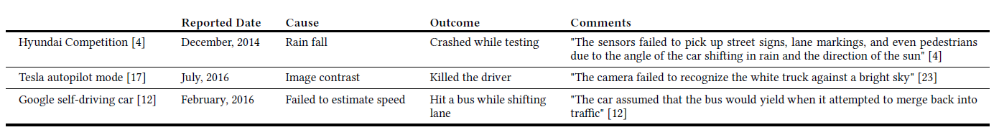 Reported Date Cause Outcome Comments
Hyundai Competition [4] December, 2014 Rain fall Crashed while testing "The sensors failed to pick up street signs, lane markings, and even pedestrians
due to the angle of the car shifting in rain and the direction of the sun" [4]
Tesla autopilot mode [17] July, 2016 Image contrast Killed the driver "The camera failed to recognize the white truck against a bright sky" [23]
Google self-driving car [12] February, 2016 Failed to estimate speed Hit a bus while shifting "The car assumed that the bus would yield when it attempted to merge back into
lane traffic" [12]